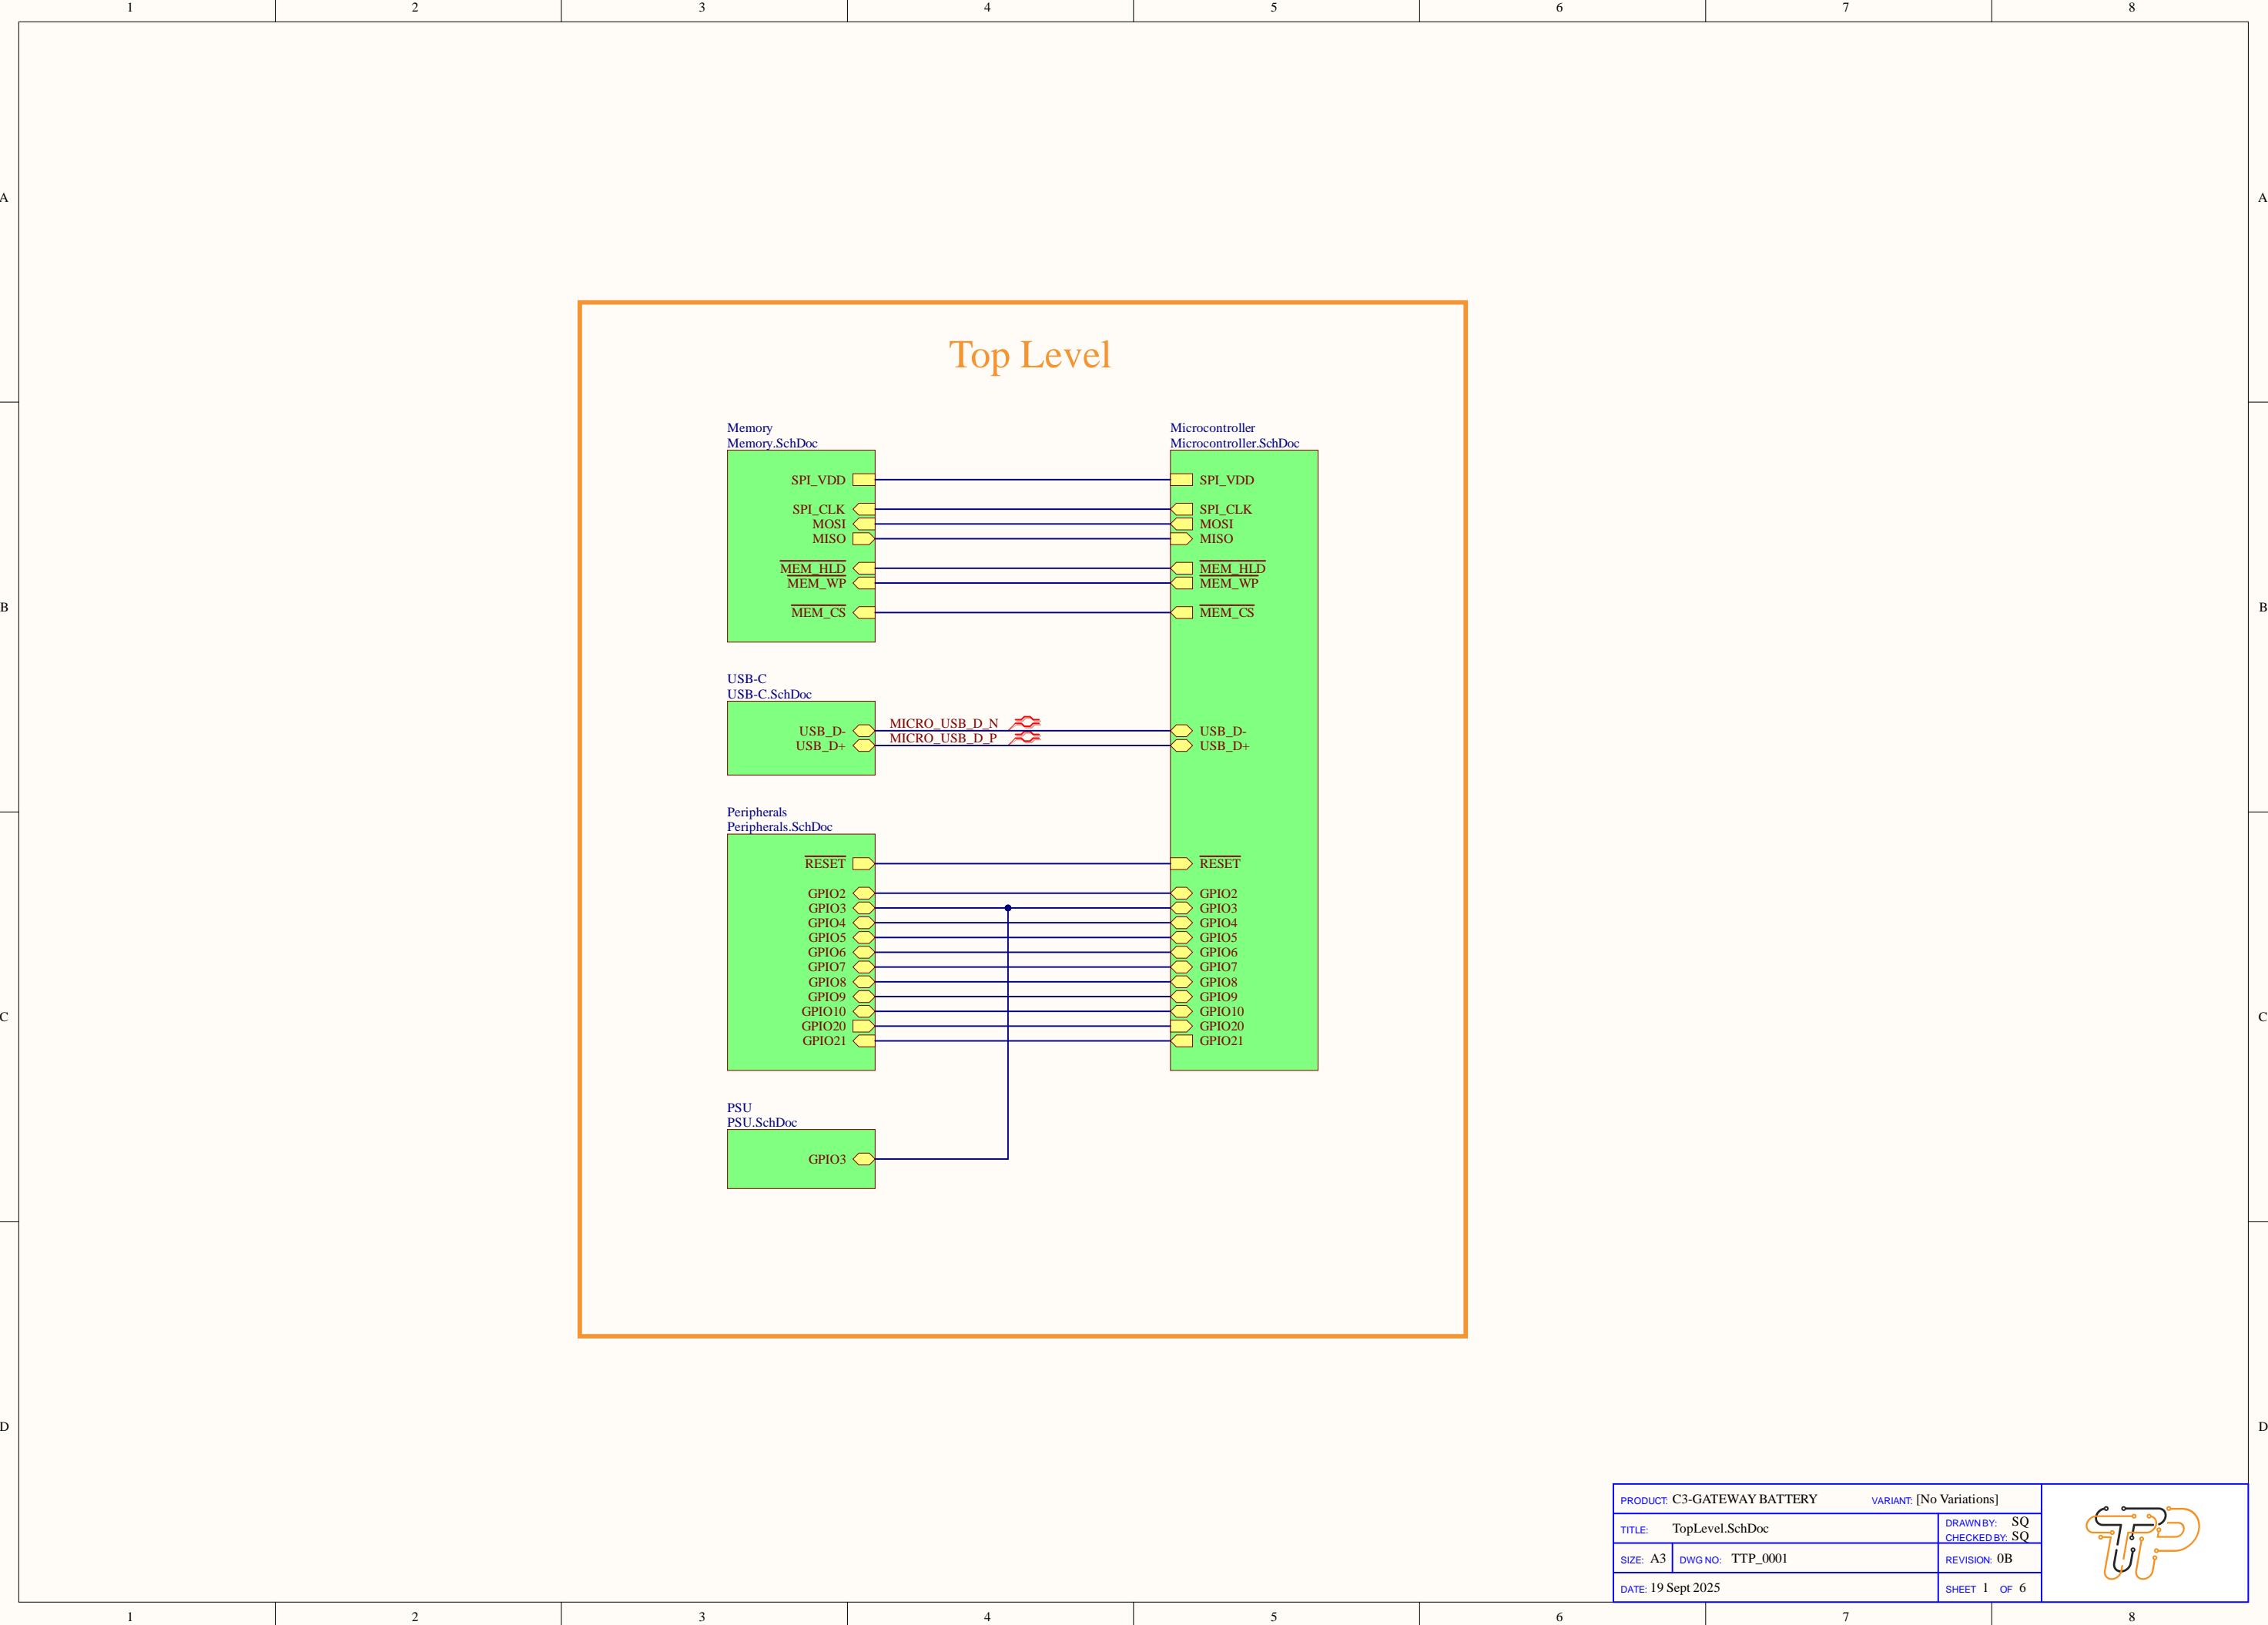 1 2 3 4 5 6 7 8
A A
B B
C C
D D
Top Level
Memory
Memory.SchDoc
SPI_VDD
SPI_CLK
MOSI
MISO
MEM_HLD
MEM_WP
MEM_CS
Microcontroller
Microcontroller.SchDoc
SPI_VDD
SPI_CLK
MOSI
MISO
MEM_HLD
MEM_WP
MEM_CS
USB_D-
USB_D+
RESET
GPIO2
GPIO3
GPIO4
GPIO5
GPIO6
GPIO7
GPIO8
GPIO9
GPIO10
GPIO20
GPIO21
USB-C
USB-C.SchDoc
USB_D-
USB_D+
MICRO_USB_D_N
MICRO_USB_D_P
Peripherals
Peripherals.SchDoc
RESET
GPIO2
GPIO3
GPIO4
GPIO5
GPIO6
GPIO7
GPIO8
GPIO9
GPIO10
GPIO20
GPIO21
PSU
PSU.SchDoc
GPIO3
PRODUCT: C3-GATEWAY BATTERY VARIANT: [No Variations]
TITLE: TopLevel.SchDoc
DRAWN BY: SQ
CHECKED BY: SQ
SIZE: A3 DWG NO: TTP_0001 REVISION: 0B
DATE: 19 Sept 2025 SHEET 1 OF 6
TTP
1 2 3 4 5 6 7 8